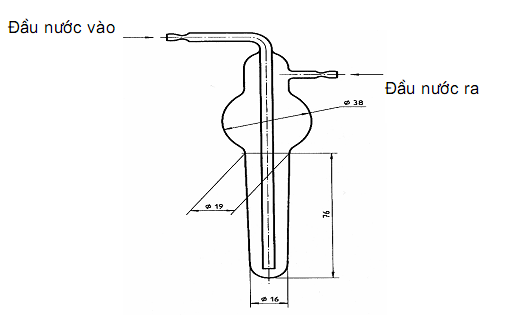 Đầu nước vào
Đầu nước ra
ø 38
ø 19
76
ø 16